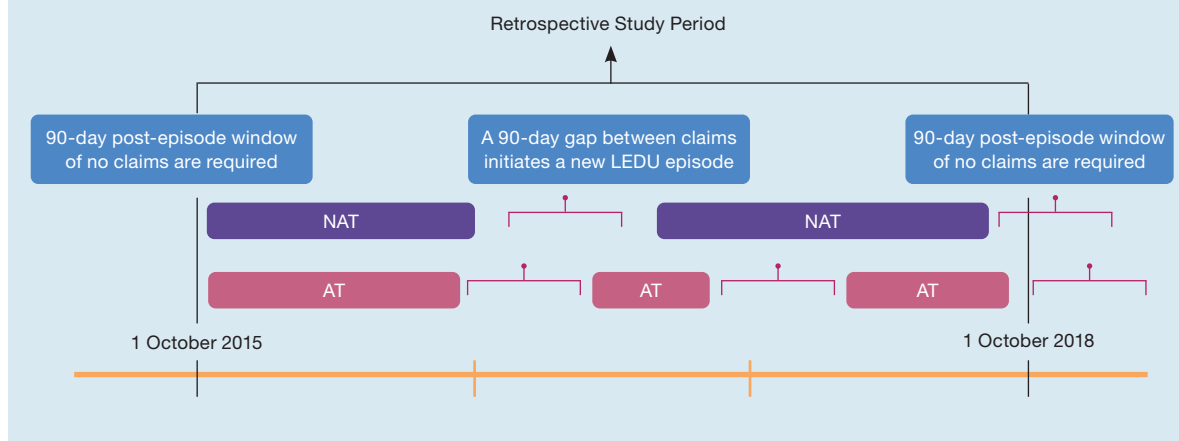 Retrospective Study Period
90-day post-episode window
of no claims are required
A 90-day gap between claims
initiates a new LEDU episode
90-day post-episode window
of no claims are required
NAT
NAT
AT
AT
AT
1 October 2015
1 October 2018